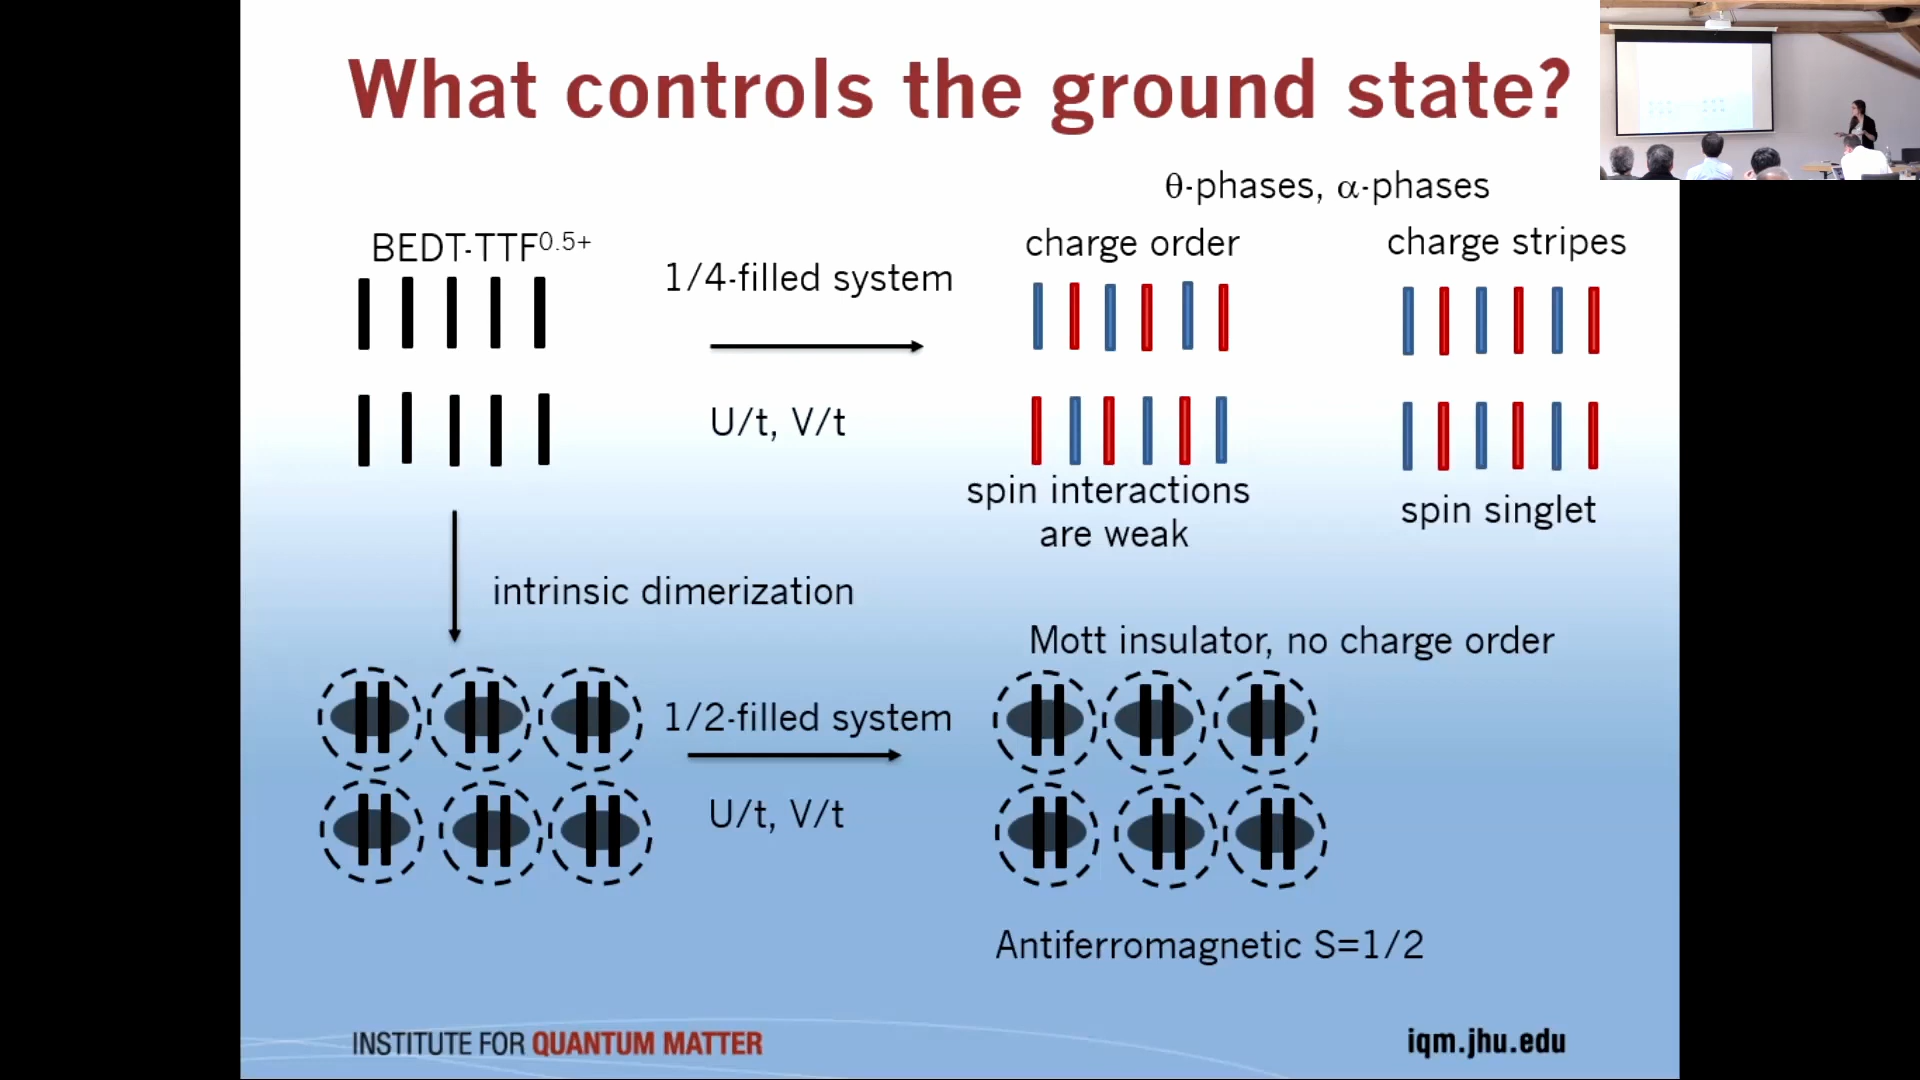 What controls the ground state?
θ-phases, α-phases
BEDT-TTF0.5+
1/4-filled system
charge order
charge stripes
U/t, V/t
spin interactions
are weak
spin singlet
intrinsic dimerization
Mott insulator, no charge order
1/2-filled system
U/t, V/t
Antiferromagnetic S=1/2
INSTITUTE FOR QUANTUM MATTER
iqm.jhu.edu